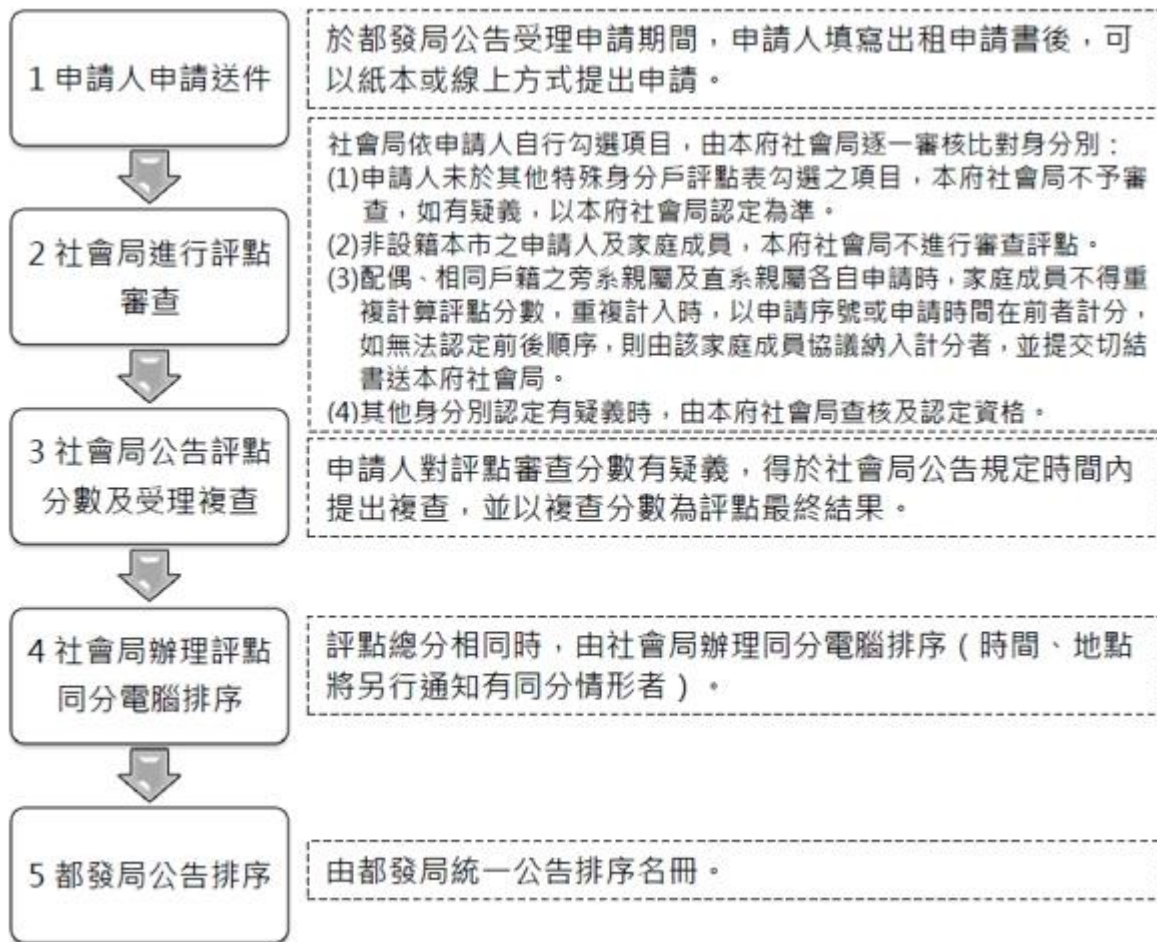 1 申請人申請送件
於都發局公告受理申請期間，申請人填寫出租申請書後，可
以紙本或線上方式提出申請。
2 社會局進行評點
審查
社會局依申請人自行勾選項目，由本府社會局逐一審核比對身分別：
(1)申請人未於其他特殊身分戶評點表勾選之項目，本府社會局不予審
查，如有疑義，以本府社會局認定為準。
(2)非設籍本市之申請人及家庭成員，本府社會局不進行審查評點。
(3)配偶、相同戶籍之旁系親屬及直系親屬各自申請時，家庭成員不得重
複計算評點分數，重複計入時，以申請序號或申請時間在前者計分，
如無法認定前後順序，則由該家庭成員協議納入計分者，並提交切結
書送本府社會局。
(4)其他身分別認定有疑義時，由本府社會局查核及認定資格。
3 社會局公告評點
分數及受理複查
申請人對評點審查分數有疑義，得於社會局公告規定時間內
提出複查，並以複查分數為評點最終結果。
4 社會局辦理評點
同分電腦排序
評點總分相同時，由社會局辦理同分電腦排序（時間、地點
將另行通知有同分情形者）。
5 都發局公告排序
由都發局統一公告排序名冊。